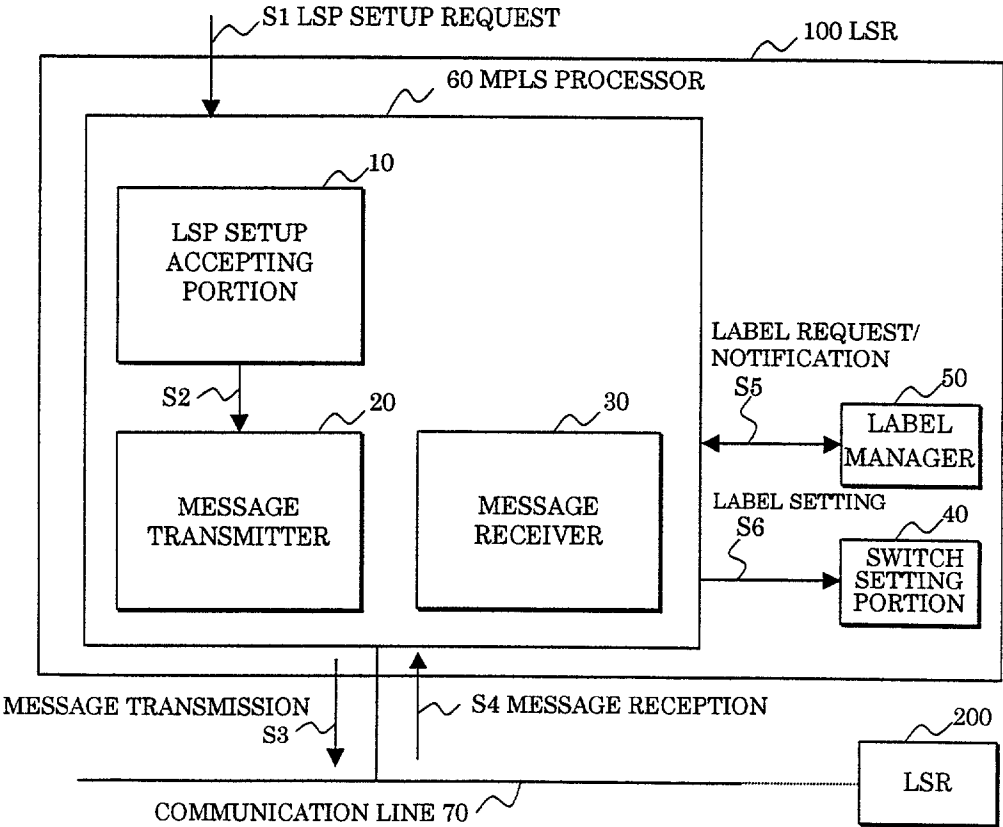 S1 LSP SETUP REQUEST
100 LSR
60 MPLS PROCESSOR
10
LSP SETUP
ACCEPTING
PORTION
S2
20
MESSAGE
TRANSMITTER
30
MESSAGE
RECEIVER
LABEL REQUEST/
NOTIFICATION
S5
50
LABEL
MANAGER
LABEL SETTING
S6
40
SWITCH
SETTING
PORTION
MESSAGE TRANSMISSION
S3
S4 MESSAGE RECEPTION
200
LSR
COMMUNICATION LINE 70